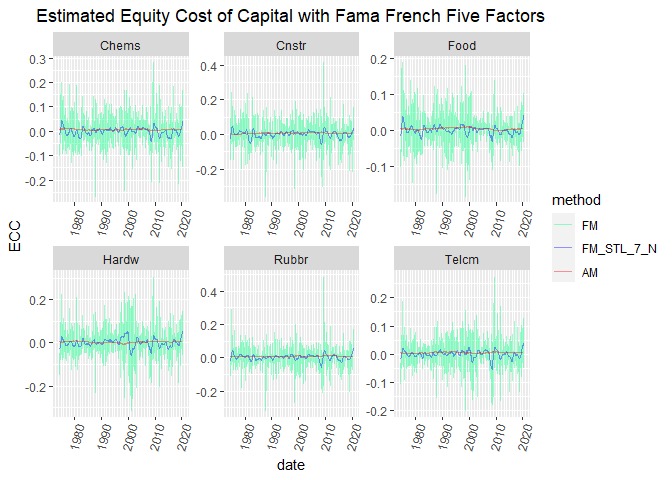 Estimated Equity Cost of Capital with Fama French Five Factors
Chems Cnstr Food
0.3
0.2
0.1
0.0
-0.1
-0.2
0.4
0.2
0.0
-0.2
0.2
0.1
0.0
-0.1
1980 1990 2000 2010 2020 1980 1990 2000 2010 2020 1980 1990 2000 2010 2020
ECC
Hardw Rubbr Telcm
0.2
0.0
-0.2
0.4
0.2
0.0
-0.2
0.2
0.1
0.0
-0.1
-0.2
1980 1990 2000 2010 2020 1980 1990 2000 2010 2020 1980 1990 2000 2010 2020
date
method
FM
FM_STL_7_N
AM